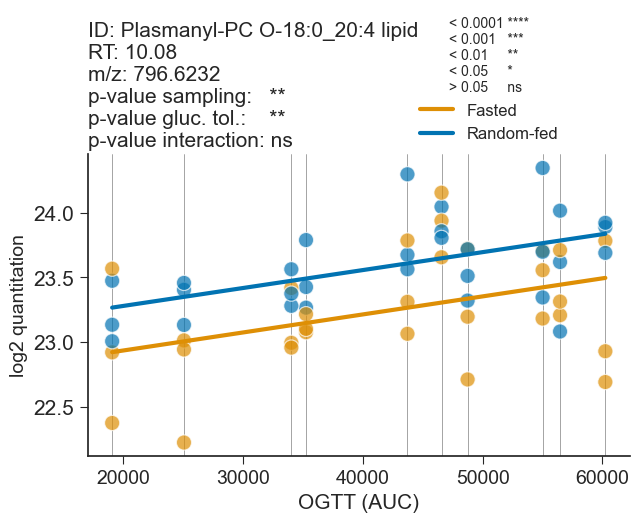 ID: Plasmanyl-PC O-18:0_20:4 lipid
RT: 10.08
m/z: 796.6232
p-value sampling: **
p-value gluc. tol.: **
p-value interaction: ns
< 0.0001 ****
< 0.001 ***
< 0.01 **
< 0.05 *
> 0.05 ns
Fasted
Random-fed
log2 quantitation
24.0
23.5
23.0
22.5
20000 30000 40000 50000 60000
OGTT (AUC)